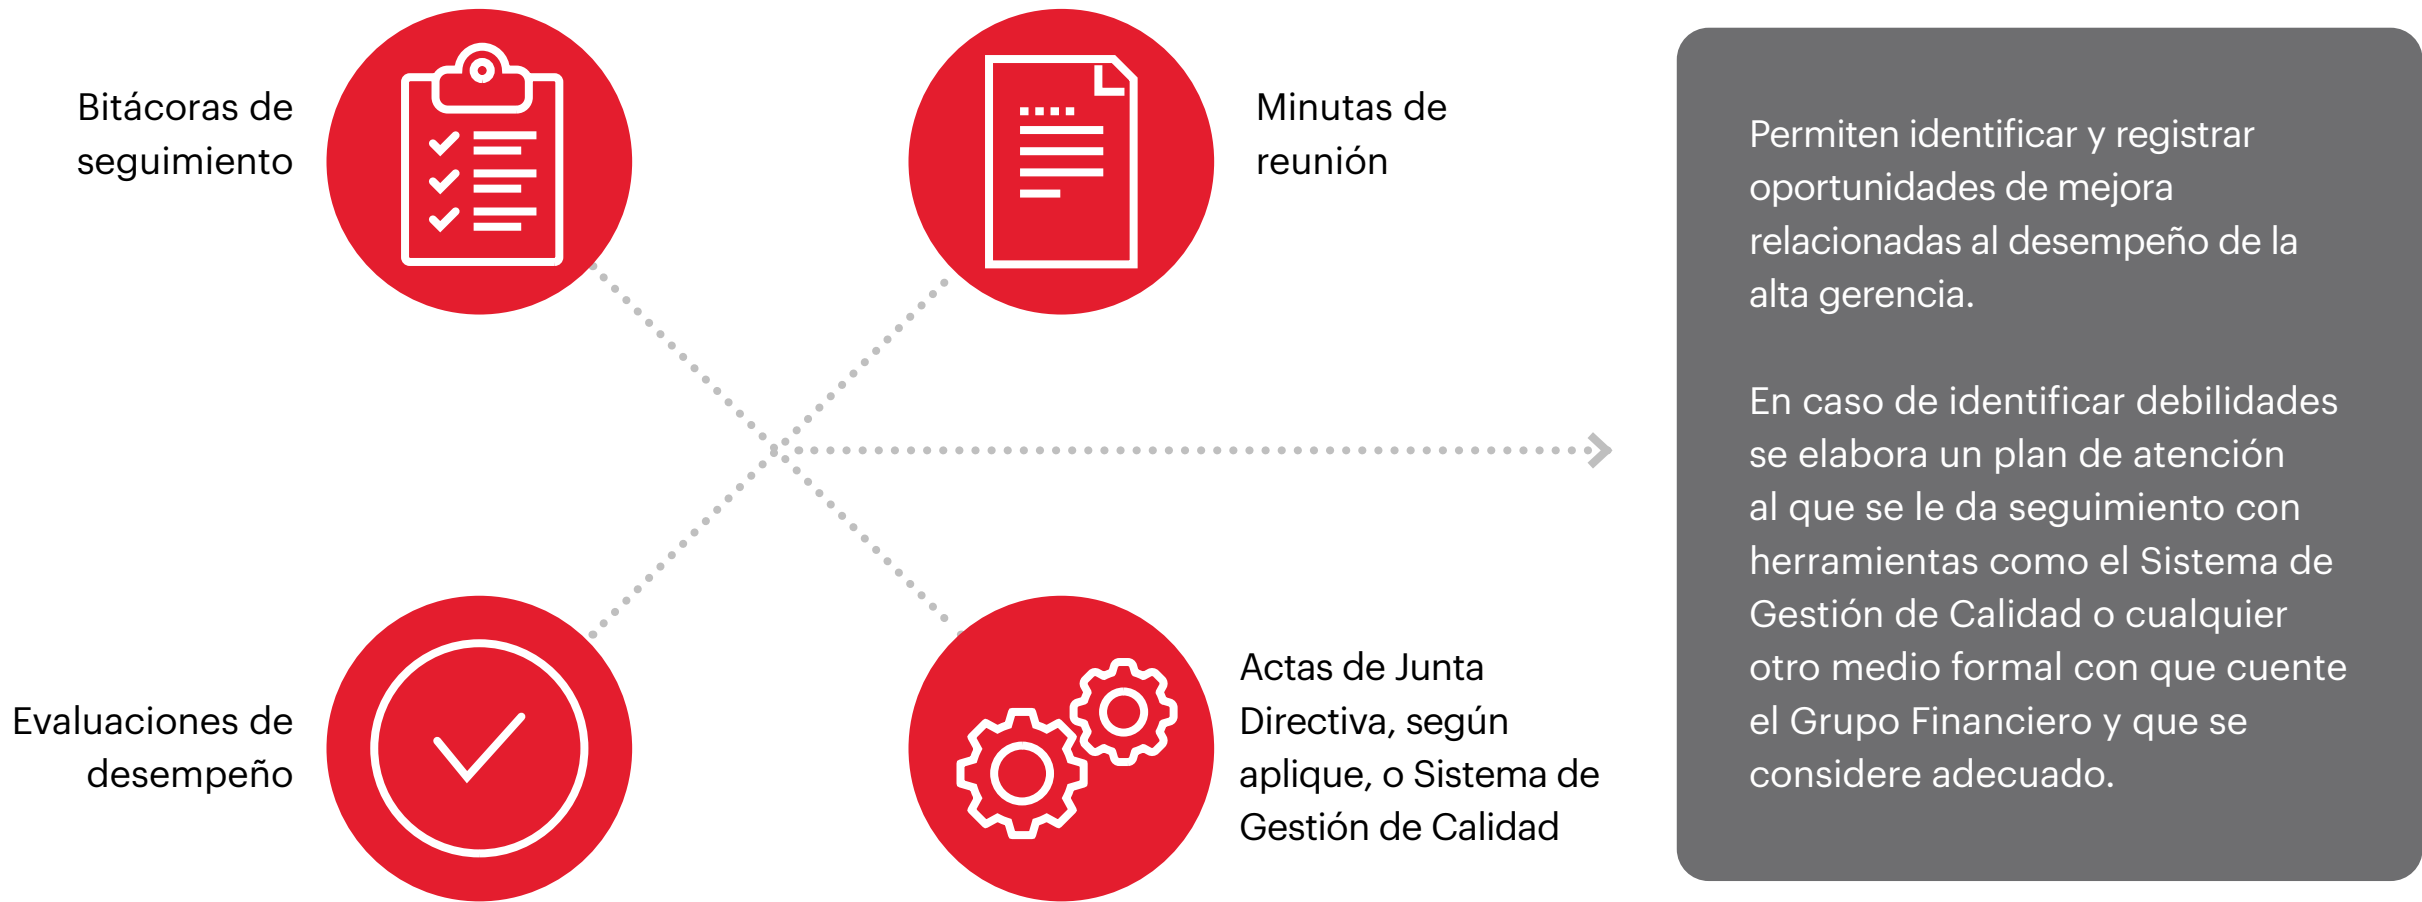 Bitácoras de
seguimiento
Minutas de
reunión
Evaluaciones de
desempeño
Actas de Junta
Directiva, según
aplique, o Sistema de
Gestión de Calidad
Permiten identificar y registrar
oportunidades de mejora
relacionadas al desempeño de la
alta gerencia.
En caso de identificar debilidades
se elabora un plan de atención
al que se le da seguimiento con
herramientas como el Sistema de
Gestión de Calidad o cualquier
otro medio formal con que cuente
el Grupo Financiero y que se
considere adecuado.